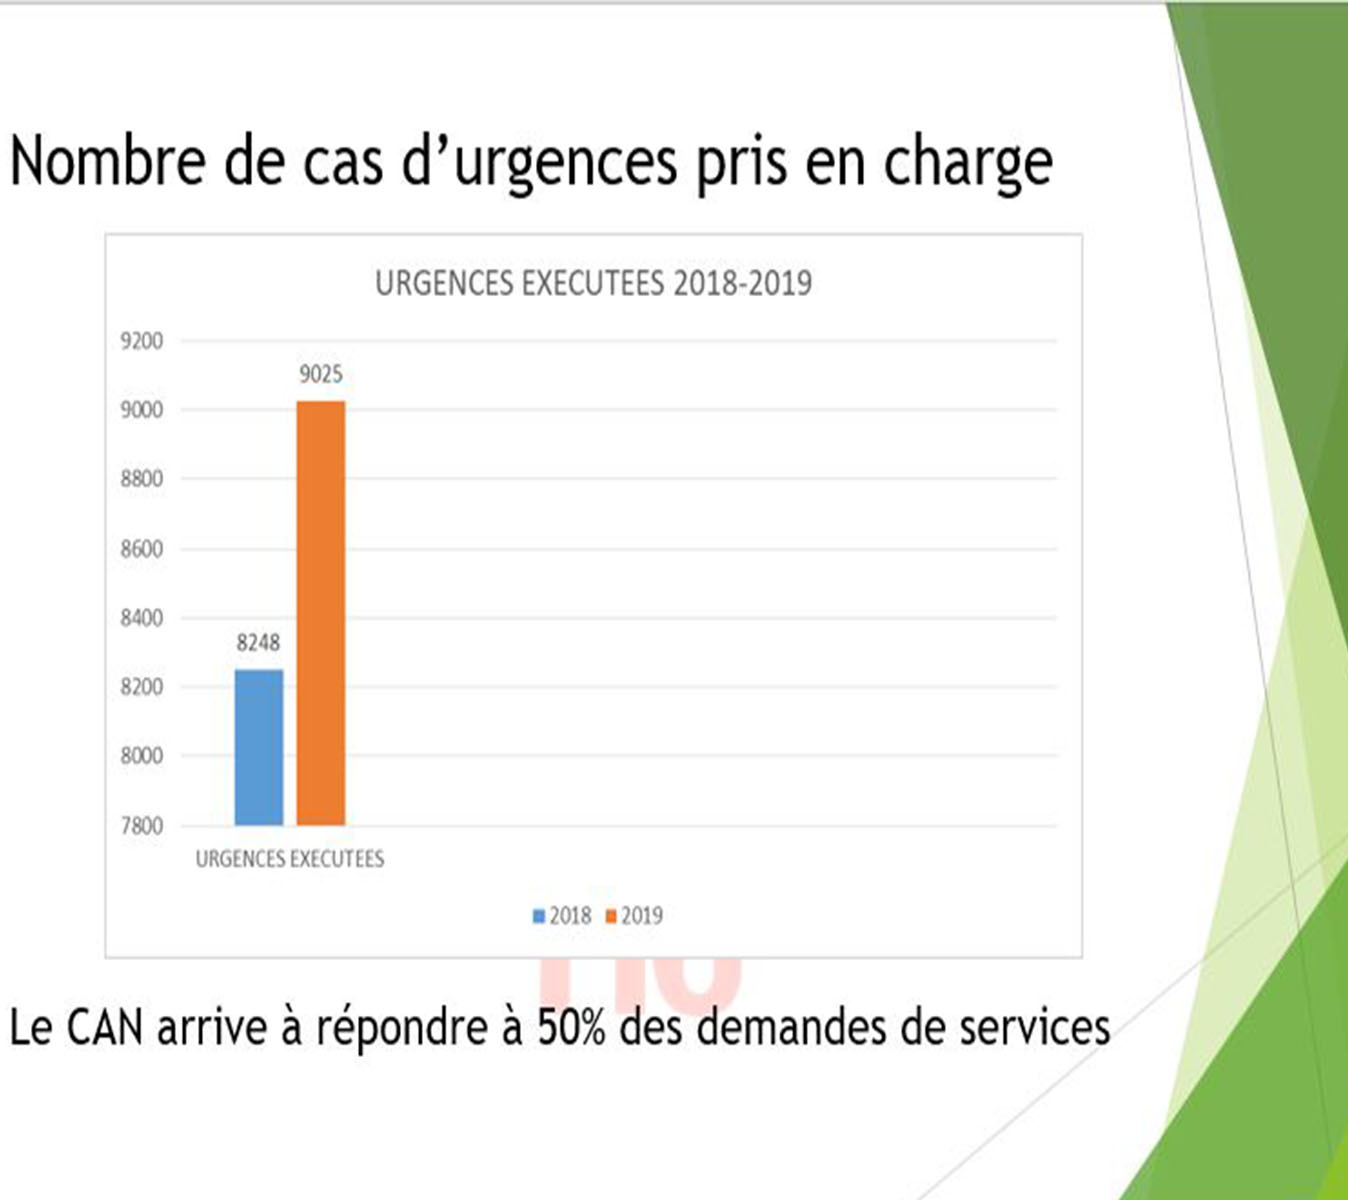 Nombre de cas d’urgences pris en charge
URGENCES EXECUTEES 2018-2019
9200
9025
9000
8800
8600
8400
8248
8200
8000
7800
URGENCES EXECUTEES
2018 2019
Le CAN arrive à répondre à 50% des demandes de services